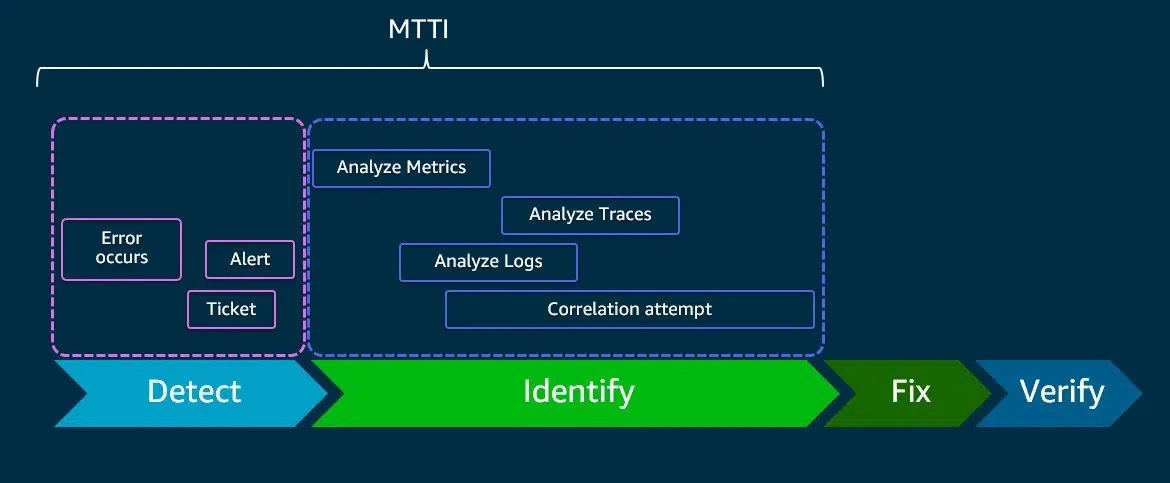 MTTI
Analyze Metrics
Analyze Traces
Error
occurs
Alert
Analyze Logs
Ticket
Correlation attempt
Detect
Identify
Fix
Verify